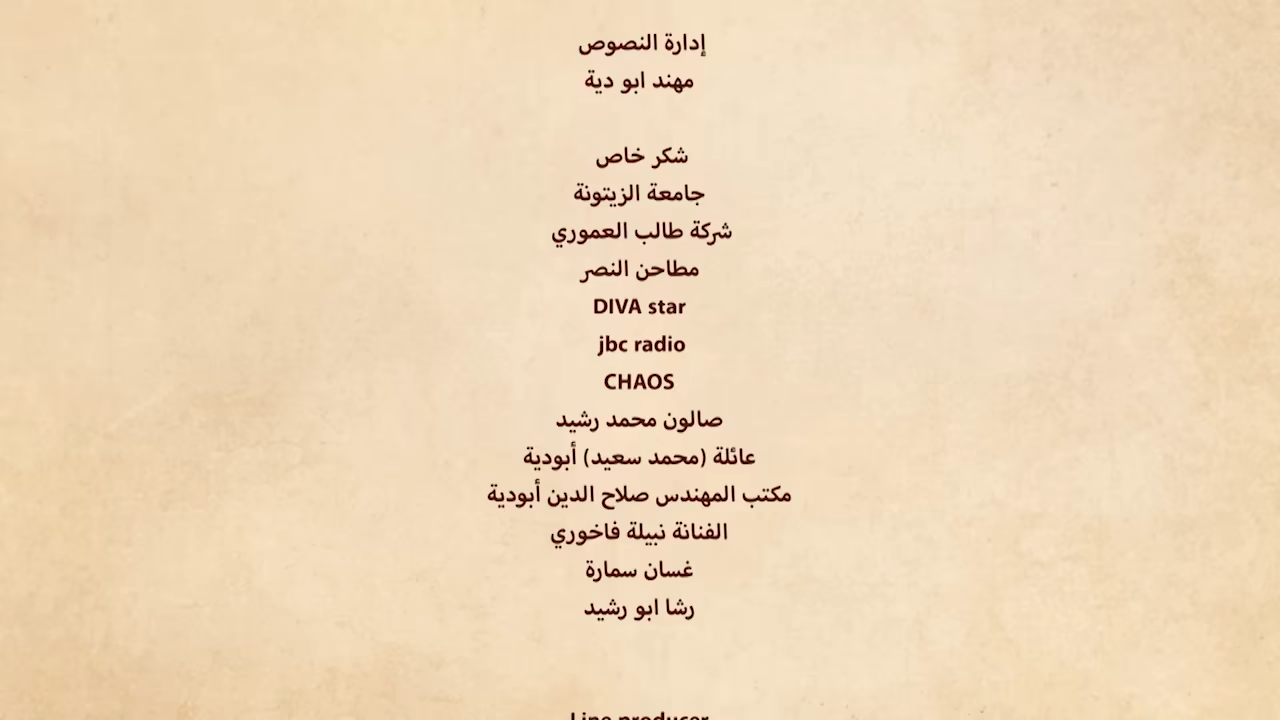 إدارة النصوص
مهند ابو دية
شكر خاص
جامعة الزيتونة
شركة طالب العموري
مطاحن النصر
DIVA star
jbc radio
CHAOS
صالون محمد رشيد
عائلة (محمد سعيد) أبودية
مكتب المهندس صلاح الدين أبودية
الفنانة نبيلة فاخوري
غسان سمارة
رشا ابو رشيد
Line producer